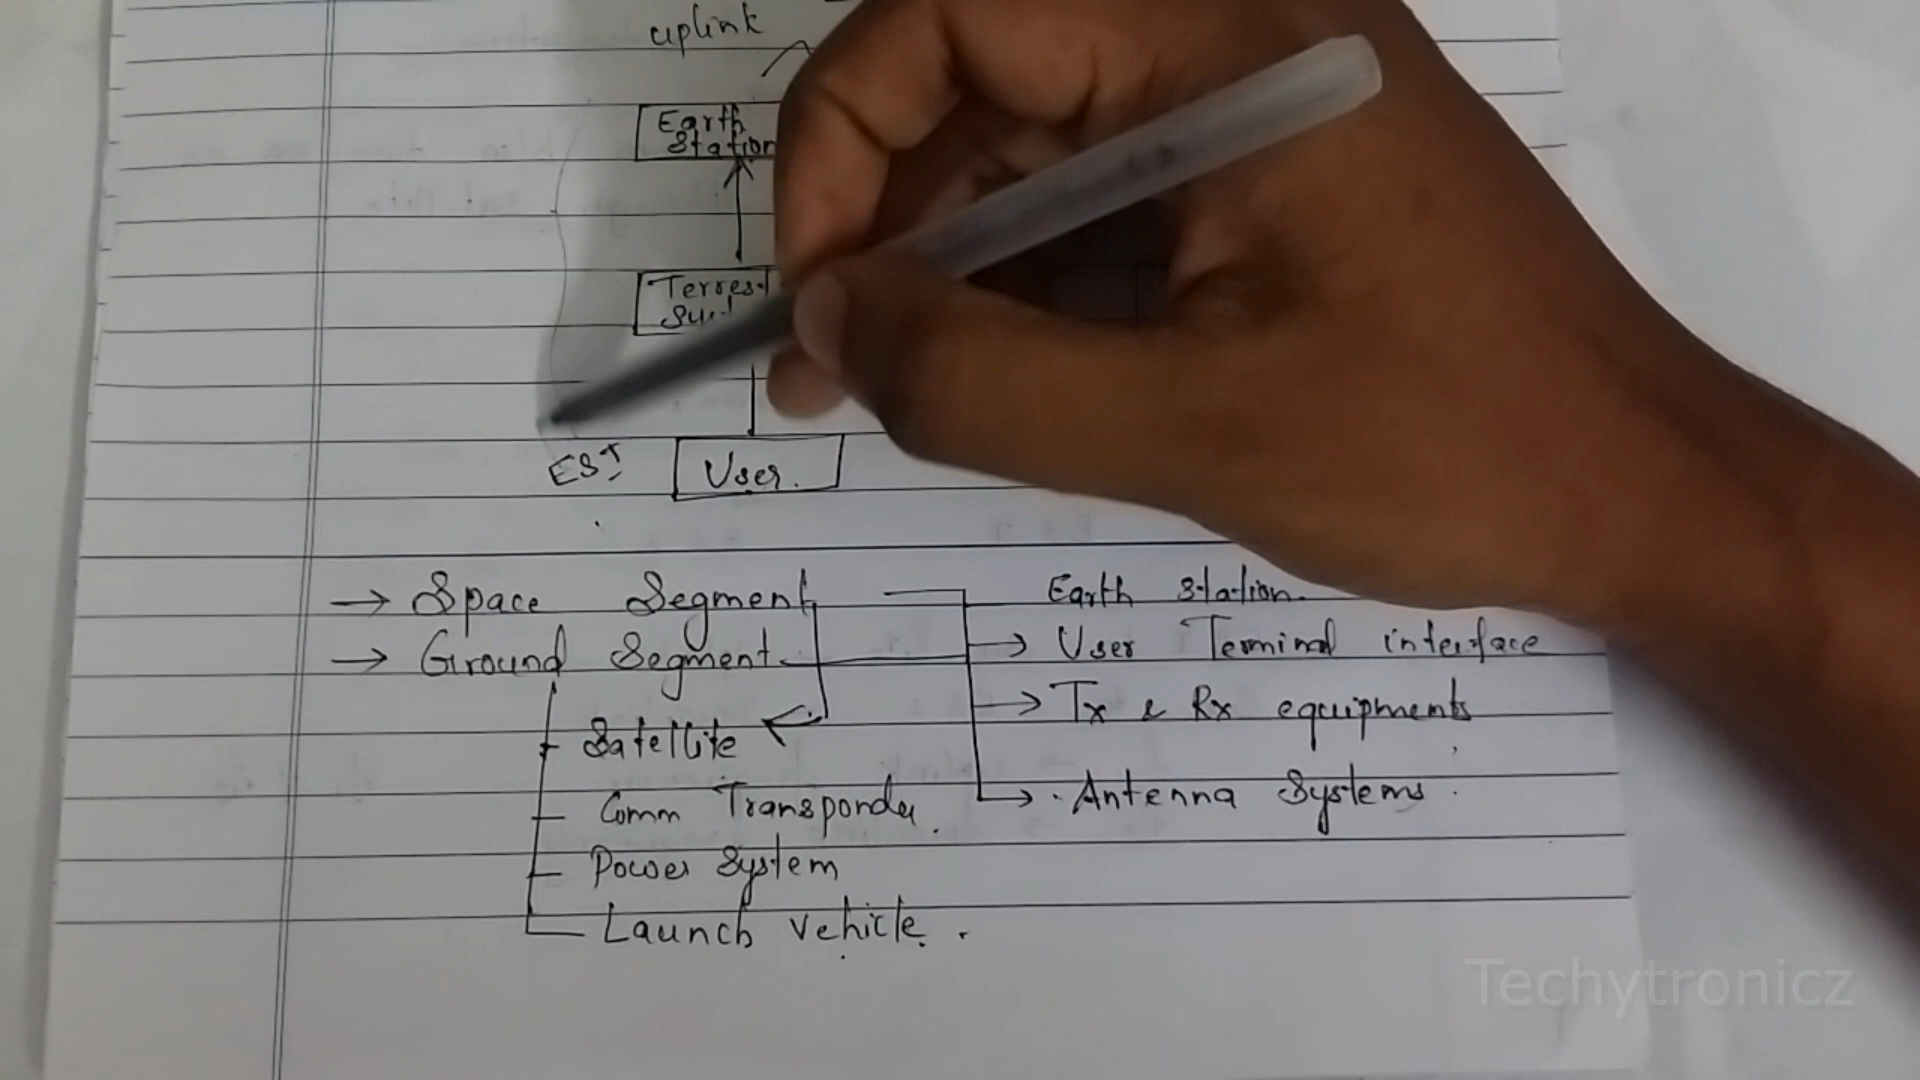 uplink
Earth
Station
EST
User.
→ Space Segment
→ Ground Segment
Earth Station.
→ User Terminal interface
→ Tx & Rx equipments
→ Antenna Systems.
Satellite
Comm Transponder
Power System
Launch vehicle.
Techytronicz